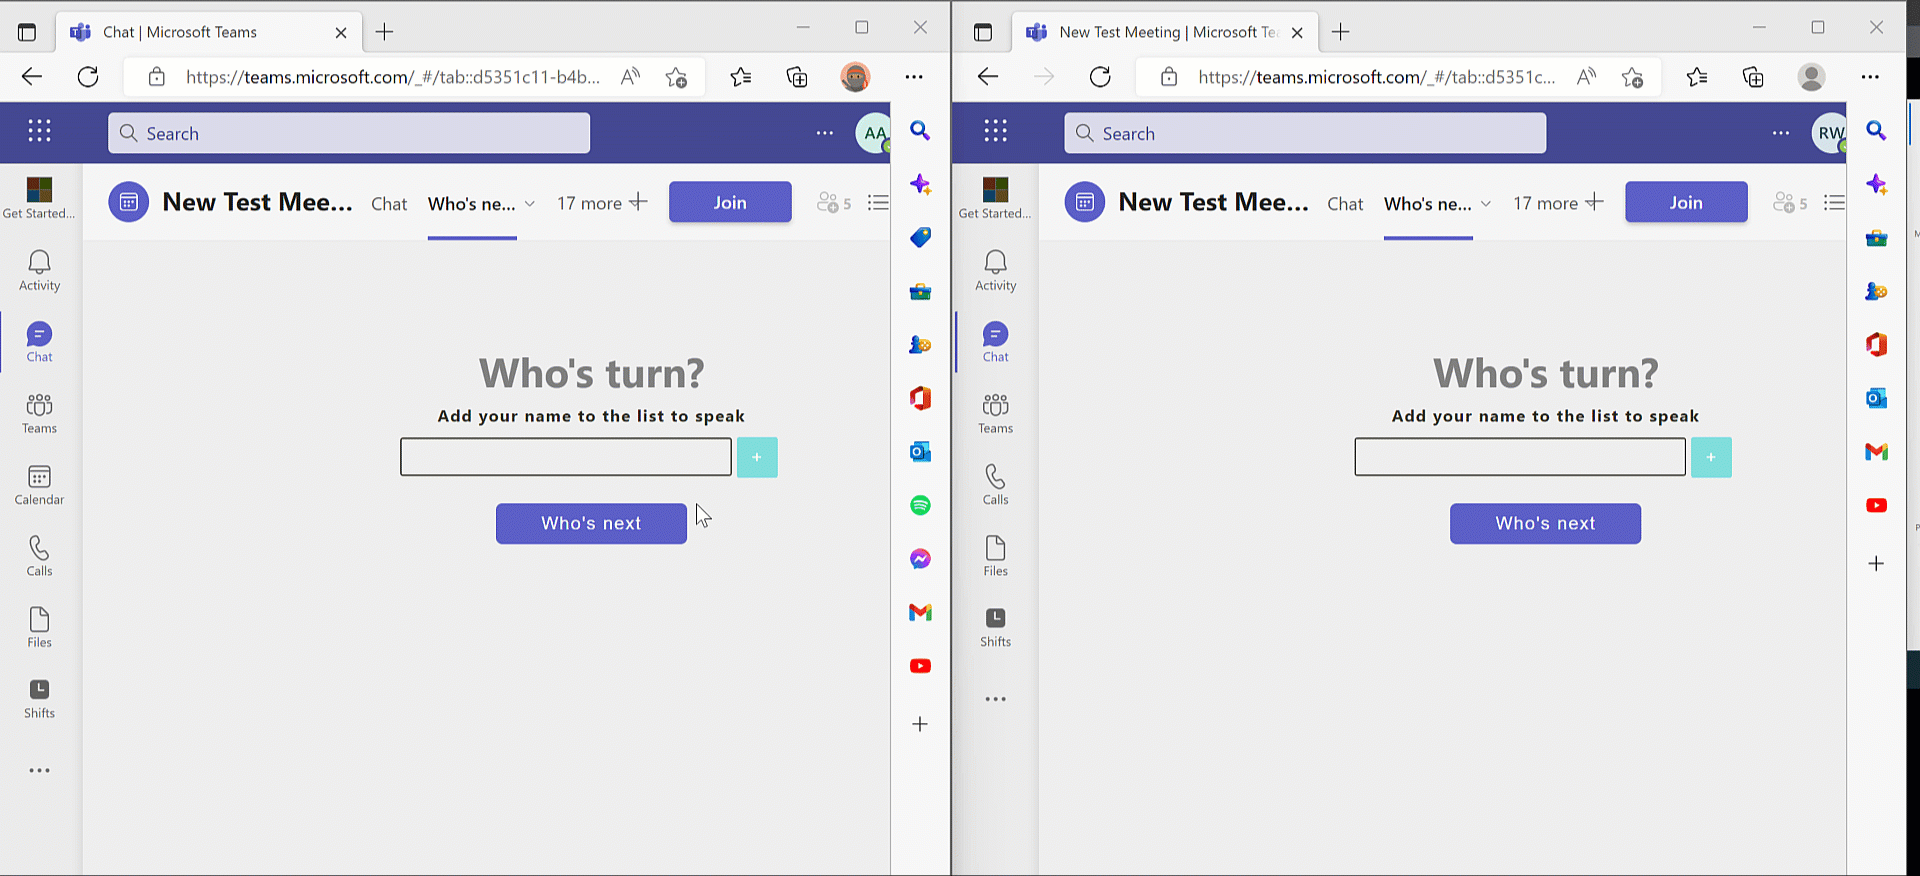 Chat | Microsoft Teams
https://teams.microsoft.com/_#/tab::d5351c11-b4b...
Search
AA
Get Started...
New Test Mee...
Chat
Who's ne...
17 more
Join
5
Activity
Chat
Teams
Calendar
Calls
Files
Shifts
Who's turn?
Add your name to the list to speak
+
Who's next
New Test Meeting | Microsoft Te
https://teams.microsoft.com/_#/tab::d5351c...
Search
RW
Get Started...
New Test Mee...
Chat
Who's ne...
17 more
Join
5
Activity
Chat
Teams
Calls
Files
Shifts
Who's turn?
Add your name to the list to speak
+
Who's next